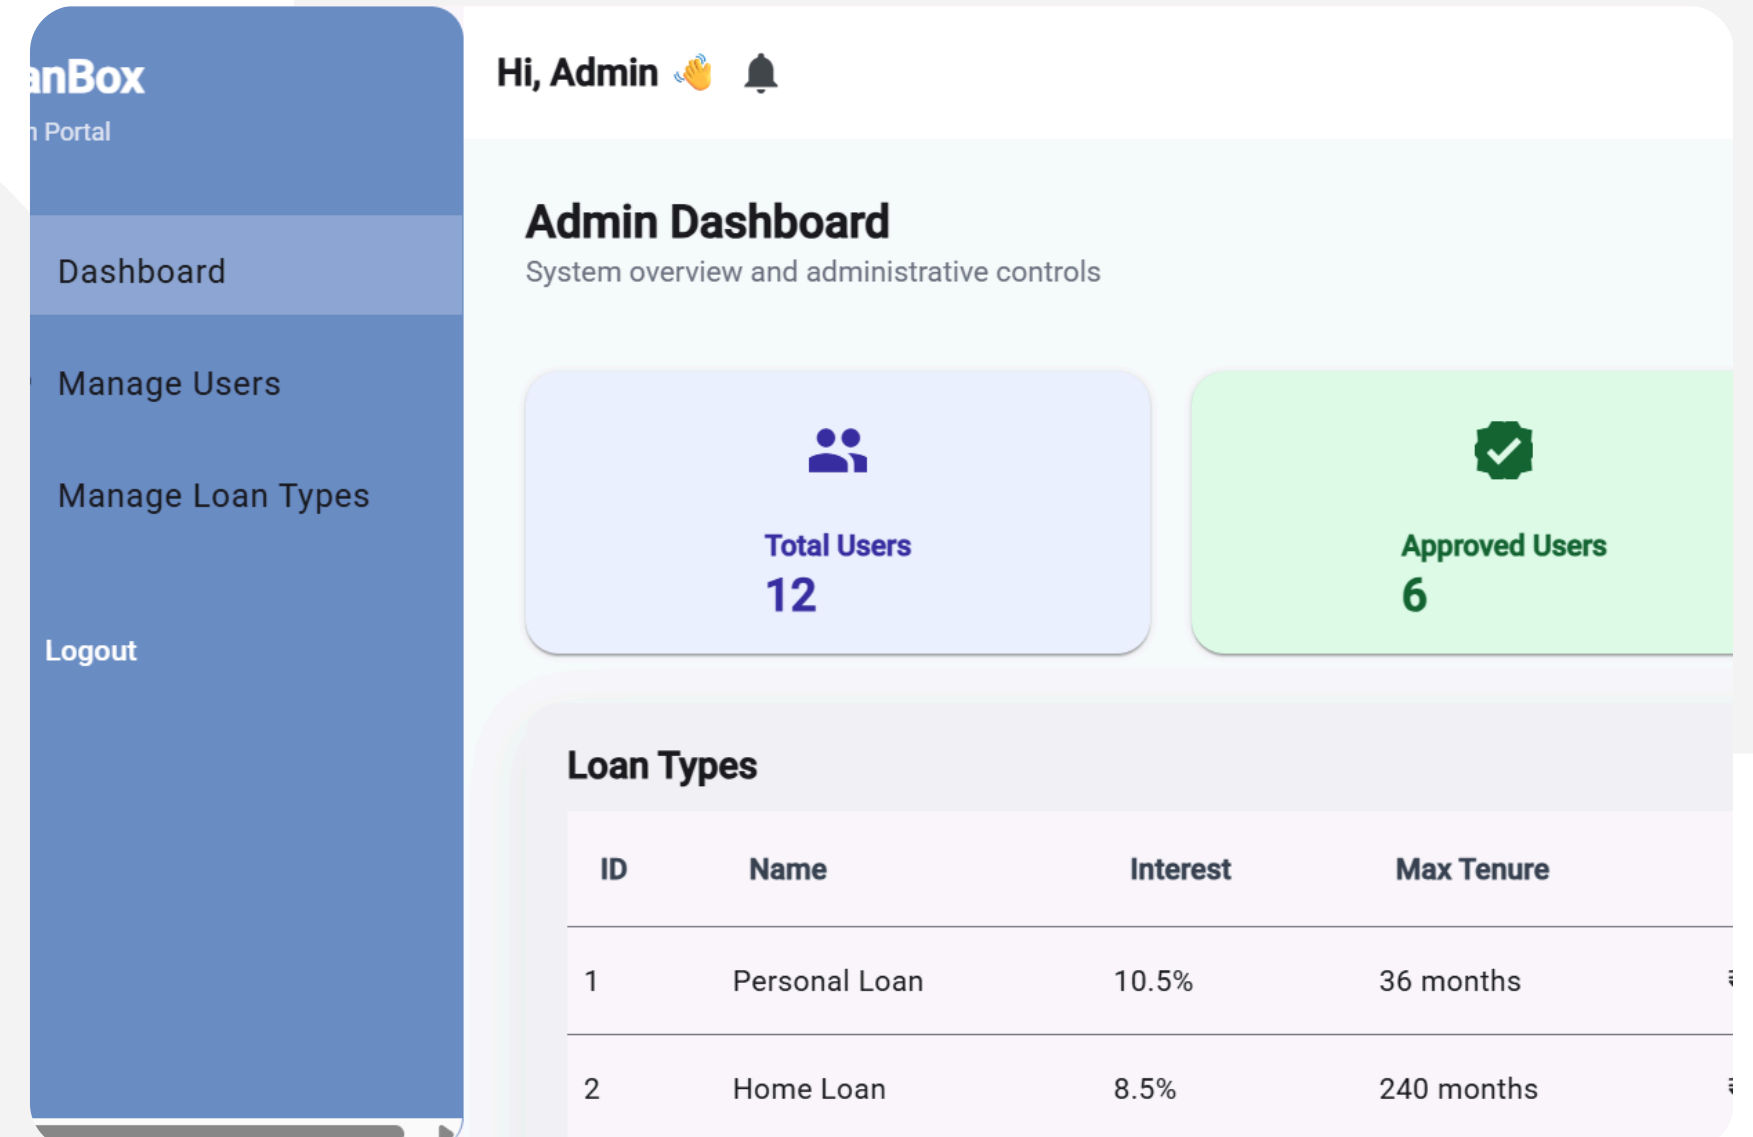 anBox
n Portal
Dashboard
Manage Users
Manage Loan Types
Logout
Hi, Admin 👋
Admin Dashboard
System overview and administrative controls
Total Users
12
Approved Users
6
Loan Types
ID Name Interest Max Tenure
1 Personal Loan 10.5% 36 months
2 Home Loan 8.5% 240 months